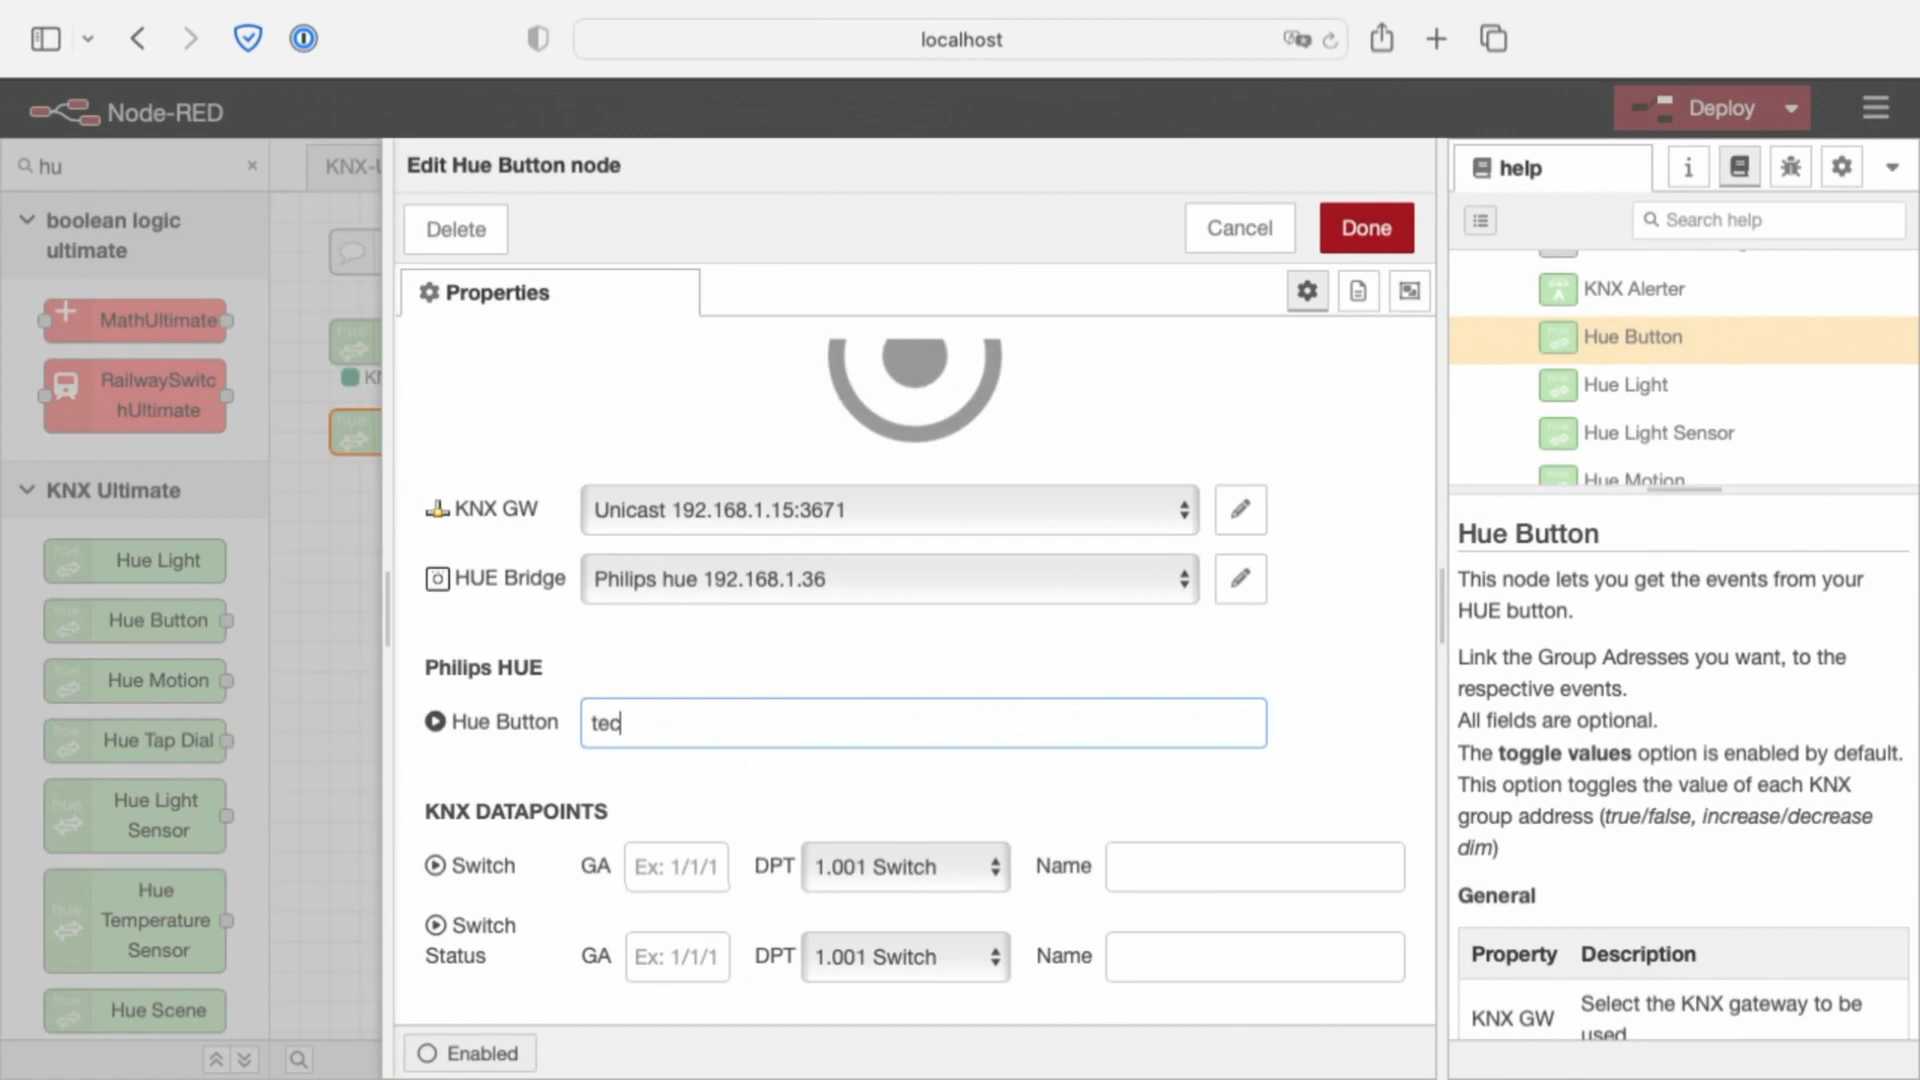 localhost
Node-RED
Deploy
hu
×
KNX-U
boolean logic
ultimate
MathUltimate
RailwaySwitc
hUltimate
KNX Ultimate
Hue Light
Hue Button
Hue Motion
Hue Tap Dial
Hue Light
Sensor
Hue
Temperature
Sensor
Hue Scene
Edit Hue Button node
Delete
Cancel
Done
Properties
KNX GW
Unicast 192.168.1.15:3671
HUE Bridge
Philips hue 192.168.1.36
Philips HUE
Hue Button
tec
KNX DATAPOINTS
Switch GA Ex: 1/1/1 DPT 1.001 Switch Name
Switch
Status GA Ex: 1/1/1 DPT 1.001 Switch Name
Enabled
help
i
Search help
KNX Alerter
Hue Button
Hue Light
Hue Light Sensor
Hue Motion
Hue Button
This node lets you get the events from your
HUE button.
Link the Group Adresses you want, to the
respective events.
All fields are optional.
The toggle values option is enabled by default.
This option toggles the value of each KNX
group address (true/false, increase/decrease
dim)
General
Property Description
KNX GW Select the KNX gateway to be
used